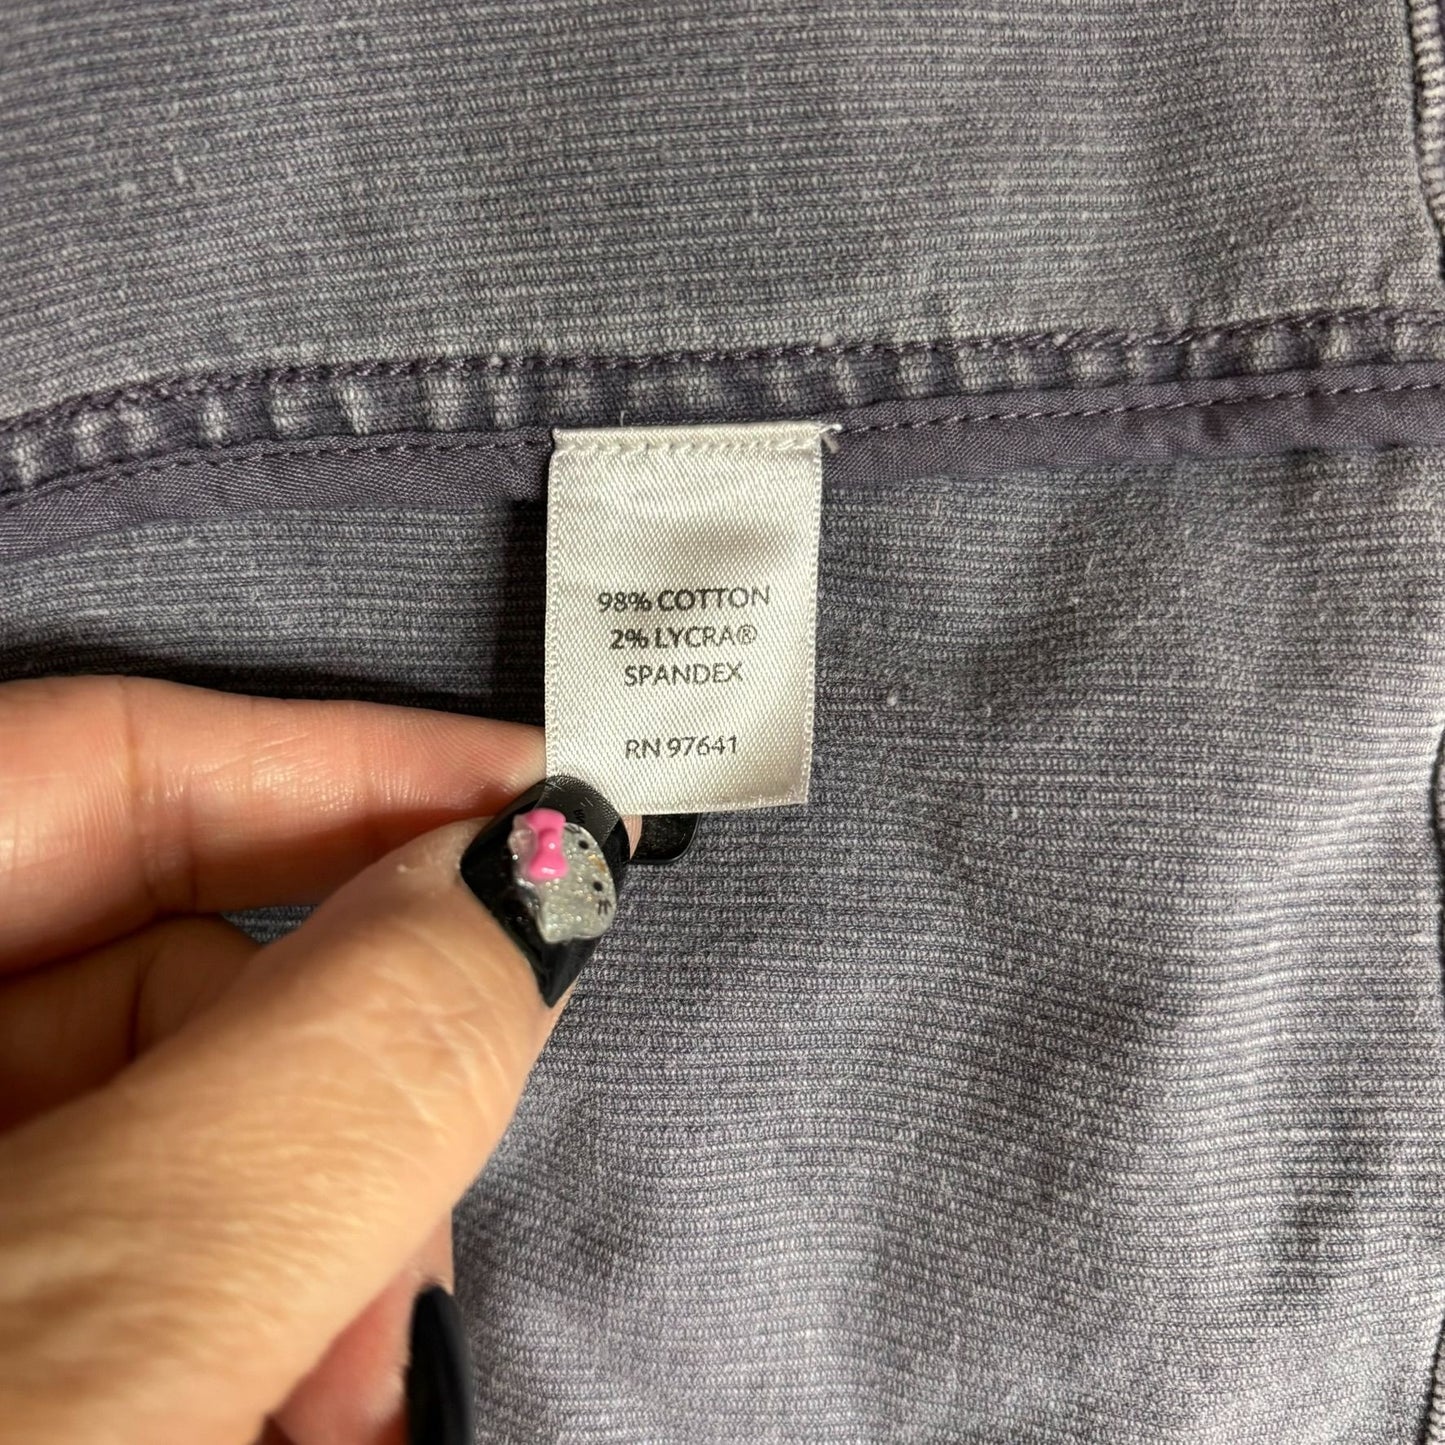 98% COTTON
2% LYCRA®
SPANDEX
RN 97641